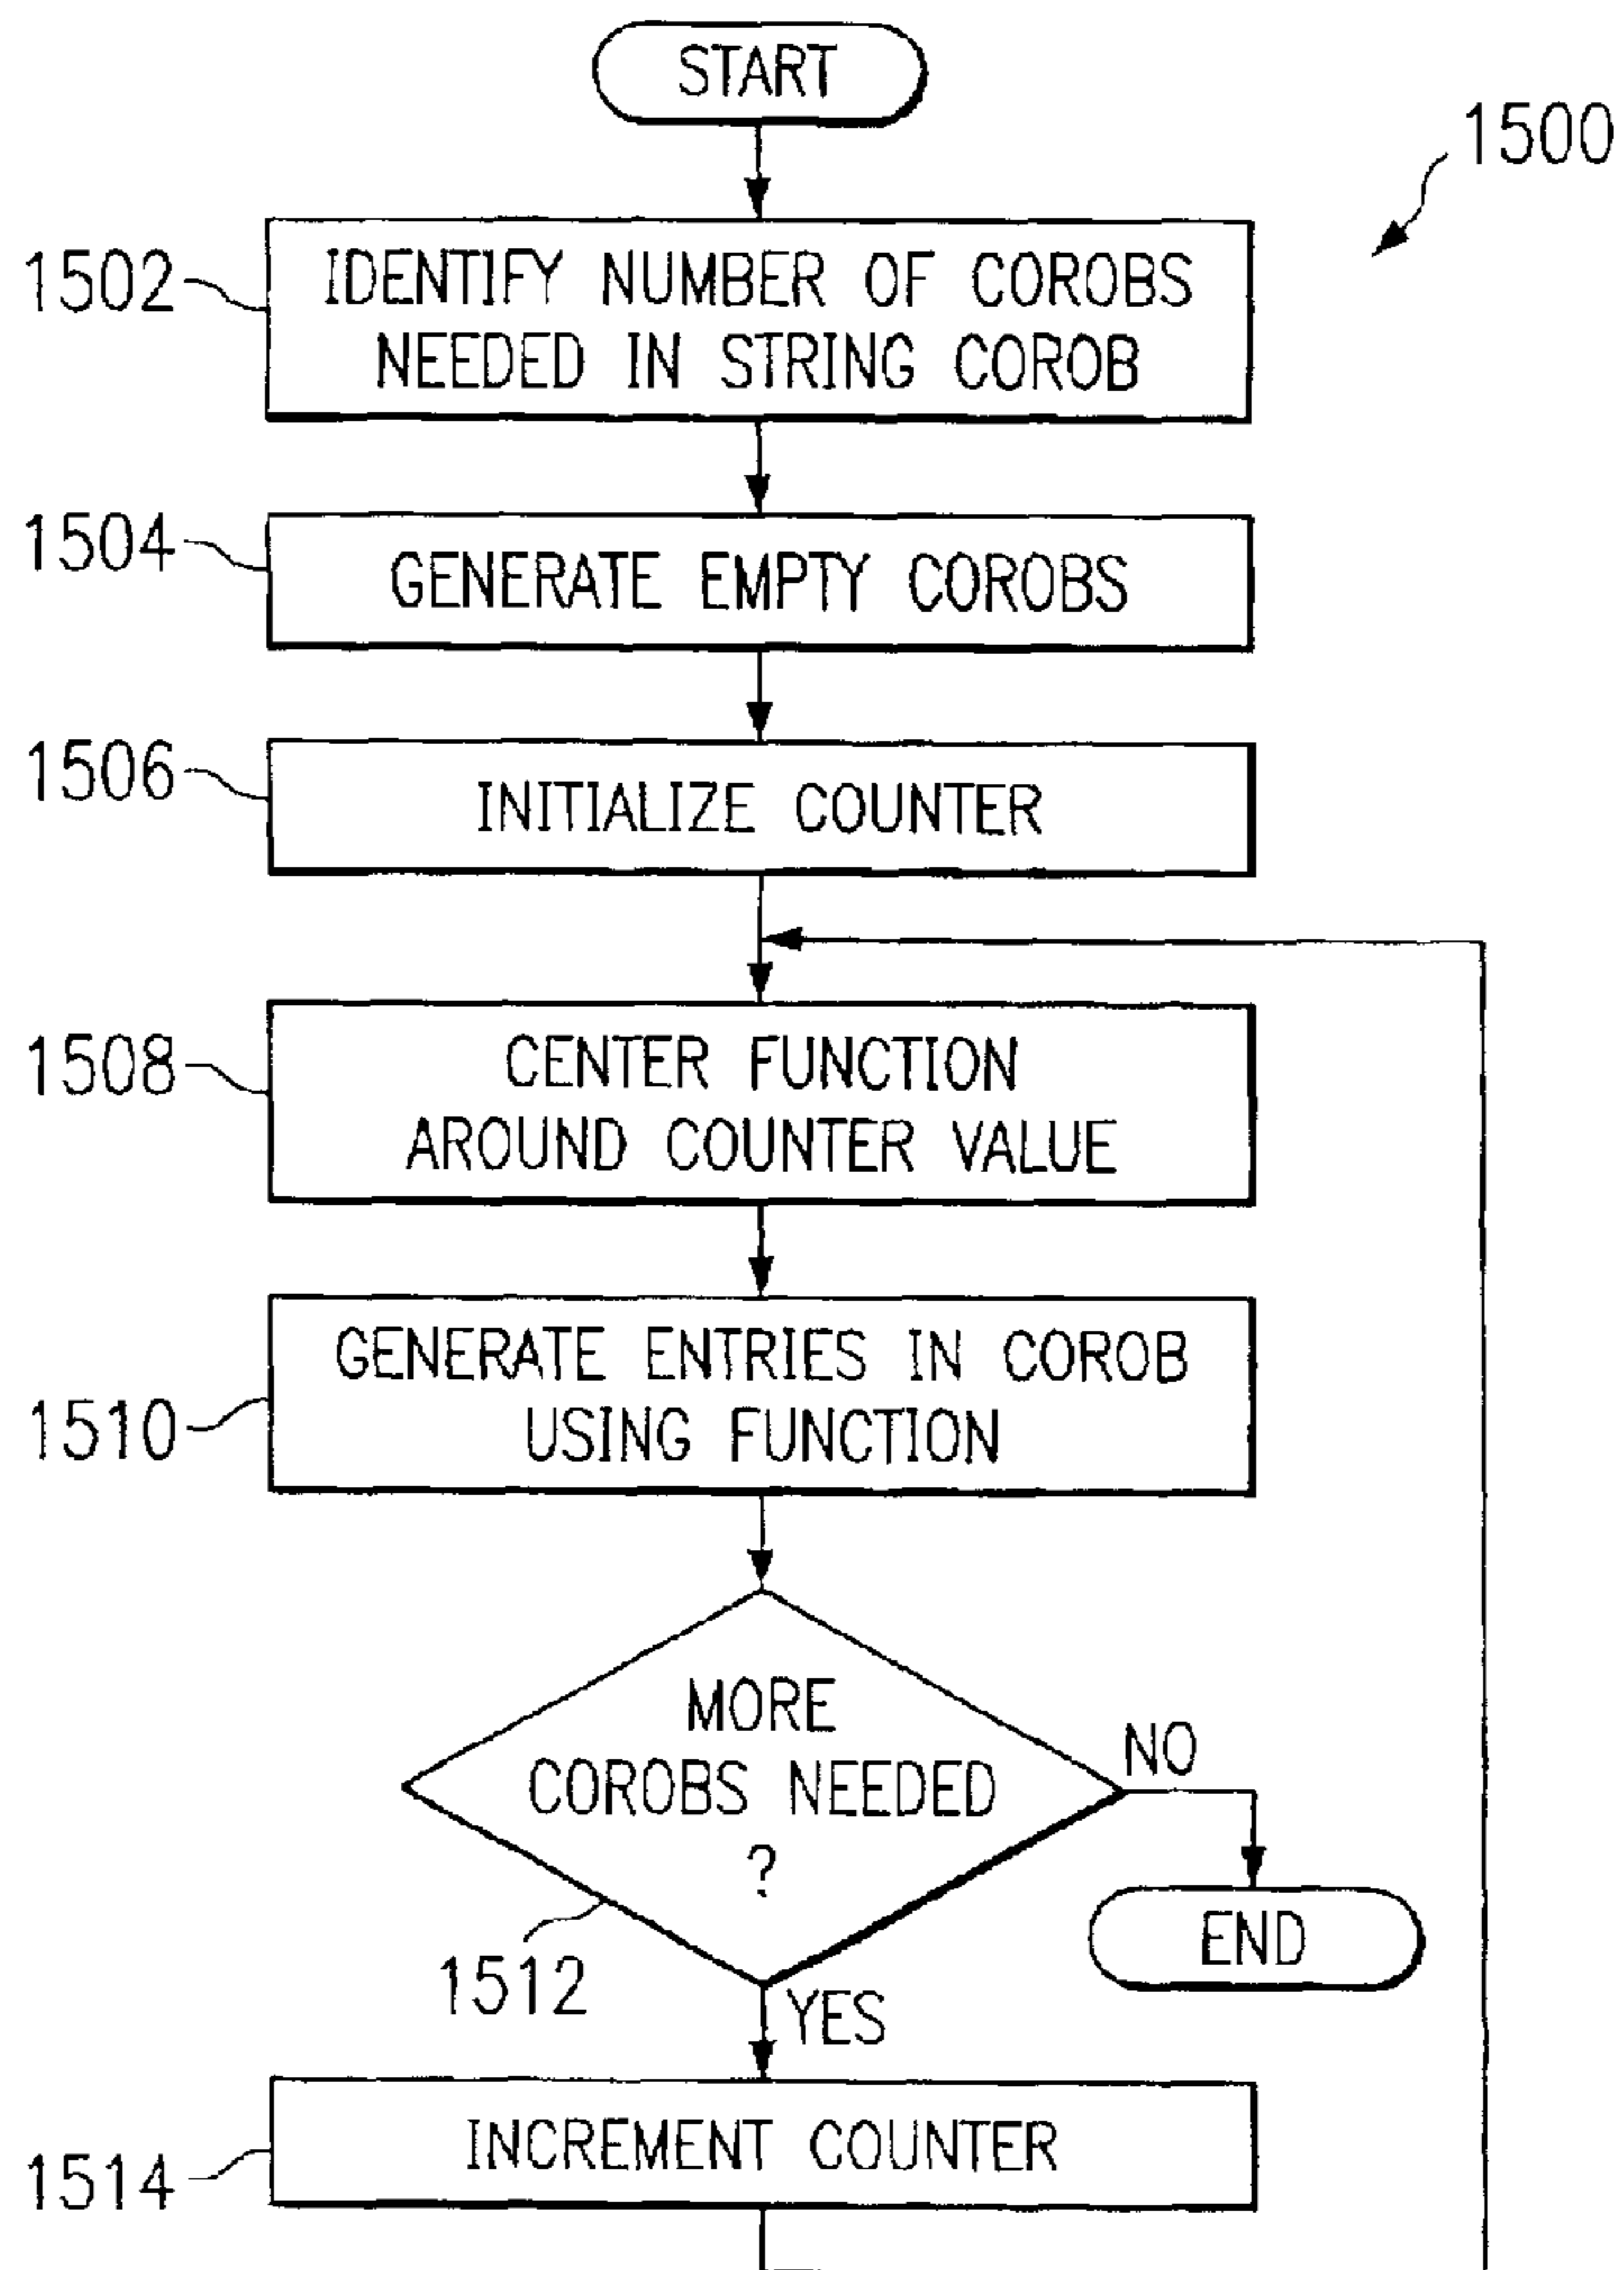 START
1500
1502
IDENTIFY NUMBER OF COROBS
NEEDED IN STRING COROB
1504
GENERATE EMPTY COROBS
1506
INITIALIZE COUNTER
1508
CENTER FUNCTION
AROUND COUNTER VALUE
1510
GENERATE ENTRIES IN COROB
USING FUNCTION
MORE
COROBS NEEDED
?
NO
END
1512
YES
1514
INCREMENT COUNTER